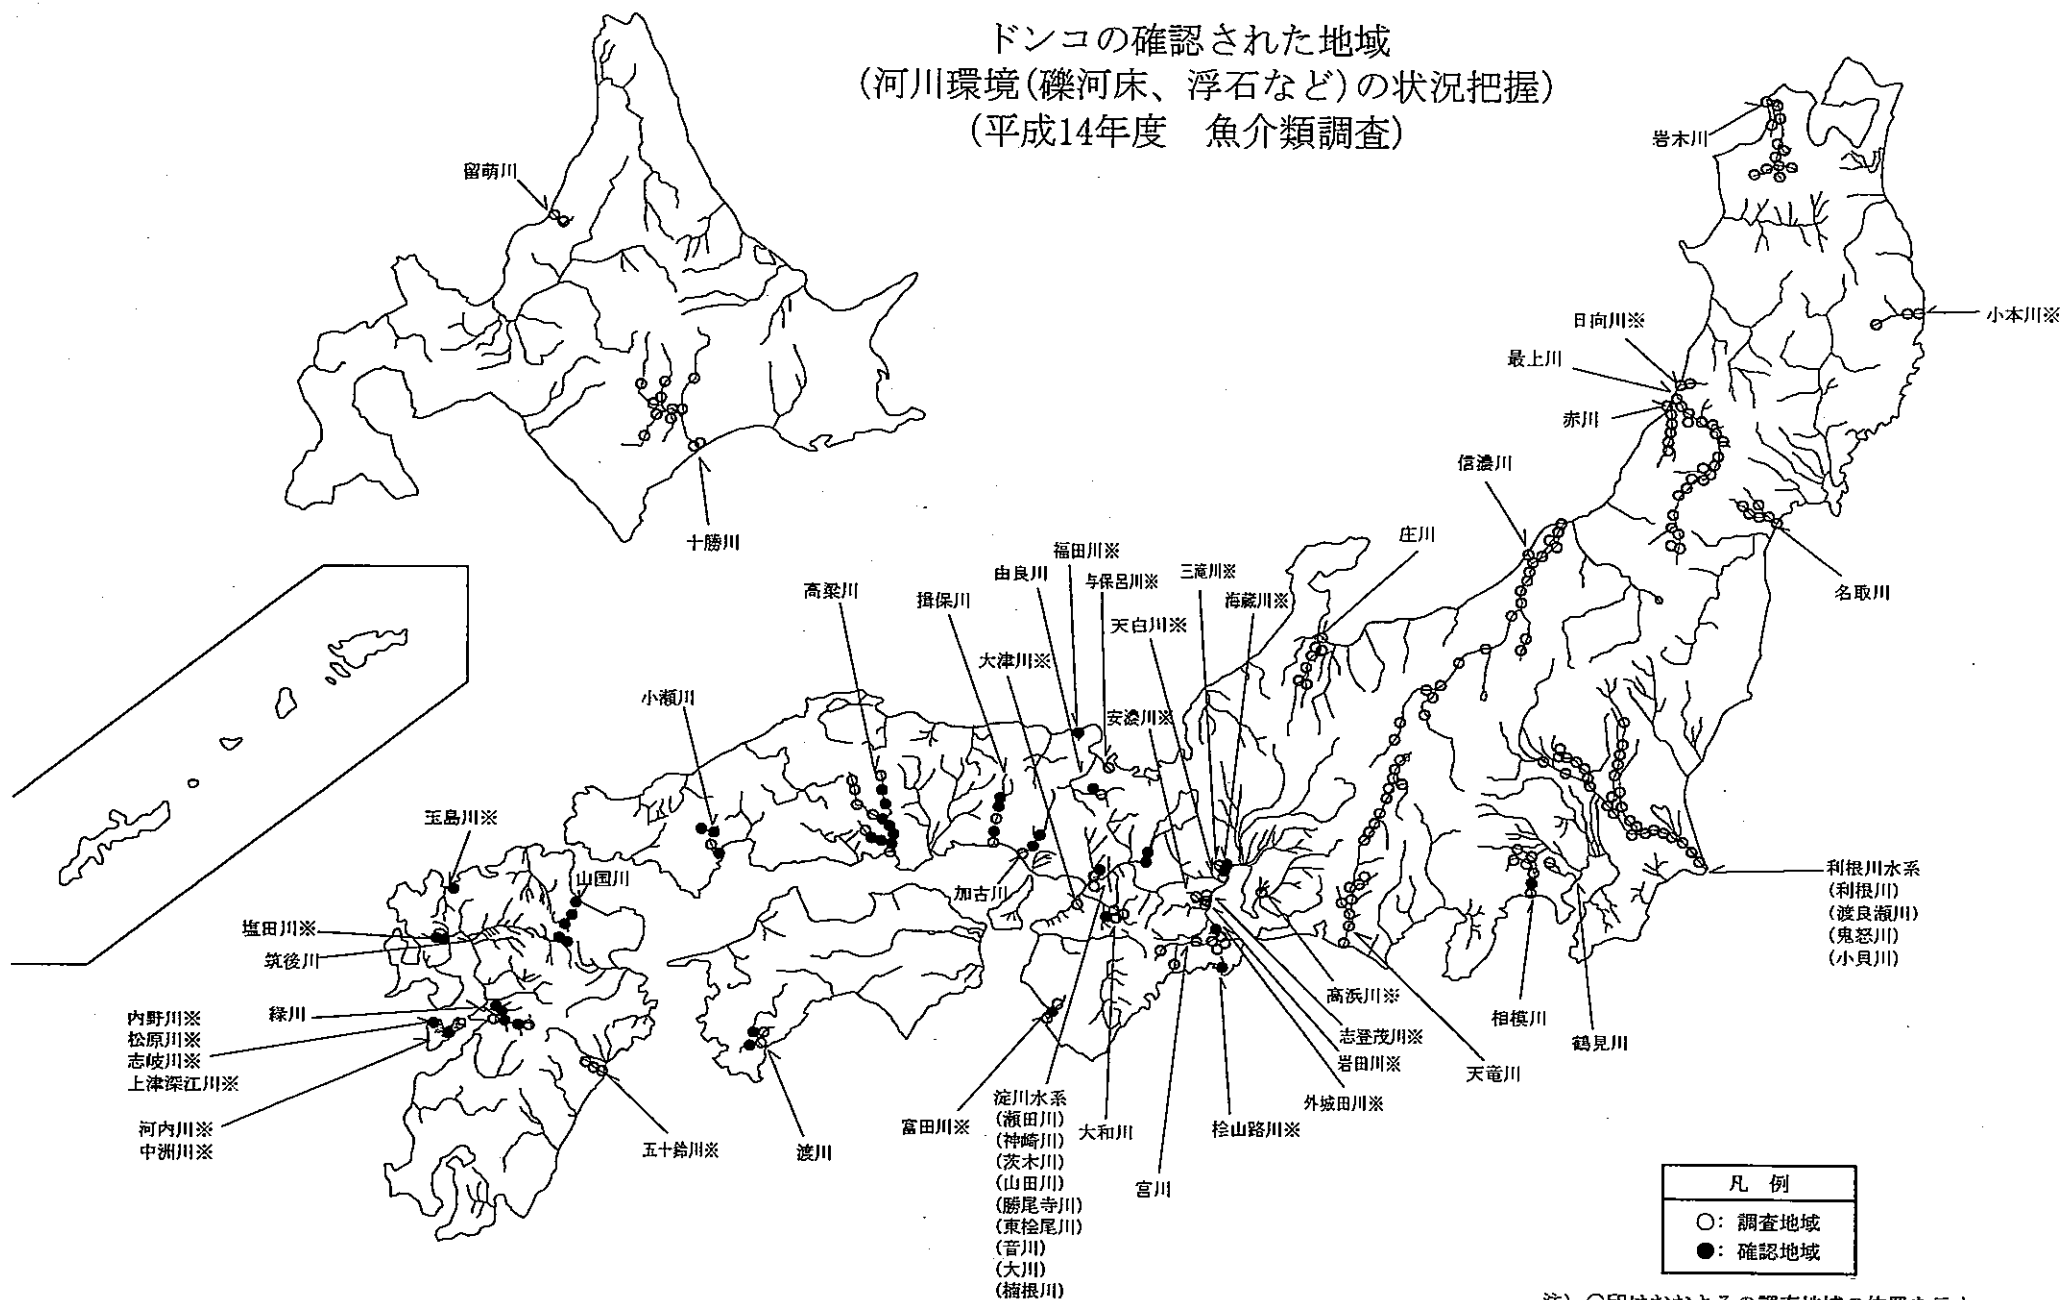 ドンコの確認された地域
(河川環境(礫河床、浮石など)の状況把握)
(平成14年度　魚介類調査)
留萌川
十勝川
岩木川
小本川※
日向川※
最上川
赤川
信濃川
名取川
庄川
福田川※
由良川
与保呂川※
三滝川※
海蔵川※
天白川※
高梁川
揖保川
大津川※
安濃川※
小瀬川
玉島川※
山国川
加古川
塩田川※
筑後川
緑川
内野川※
松原川※
志岐川※
上津深江川※
河内川※
中洲川※
五十鈴川※
渡川
富田川※
淀川水系
(瀬田川)
(神崎川)
(茨木川)
(山田川)
(勝尾寺川)
(東桧尾川)
(音川)
(大川)
(楠根川)
大和川
宮川
桧山路川※
外城田川※
岩田川※
志登茂川※
高浜川※
天竜川
相模川
鶴見川
利根川水系
(利根川)
(渡良瀬川)
(鬼怒川)
(小貝川)
凡　例
○：調査地域
●：確認地域